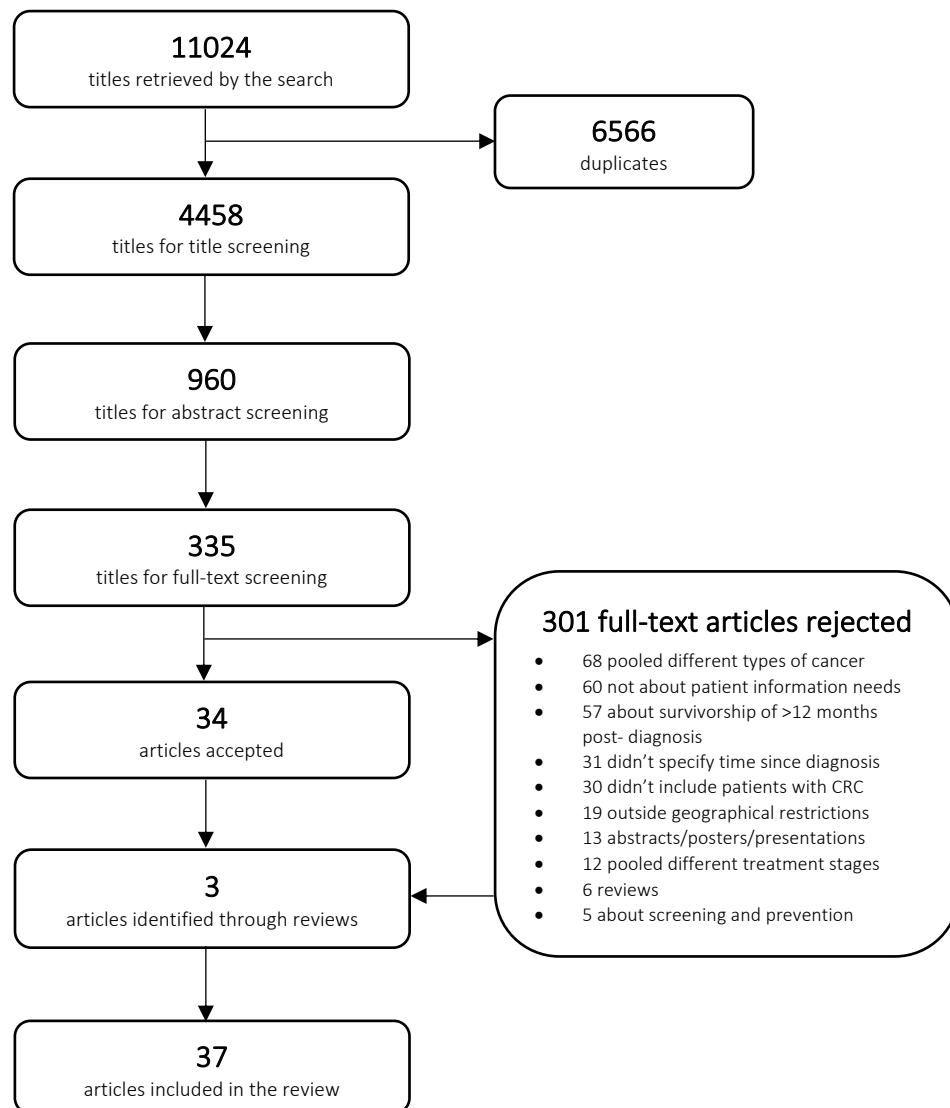 11024
titles retrieved by the search
6566
duplicates
4458
titles for title screening
960
titles for abstract screening
335
titles for full-text screening
301 full-text articles rejected
• 68 pooled different types of cancer
• 60 not about patient information needs
• 57 about survivorship of >12 months
post- diagnosis
• 31 didn’t specify time since diagnosis
• 30 didn’t include patients with CRC
• 19 outside geographical restrictions
• 13 abstracts/posters/presentations
• 12 pooled different treatment stages
• 6 reviews
• 5 about screening and prevention
34
articles accepted
3
articles identified through reviews
37
articles included in the review